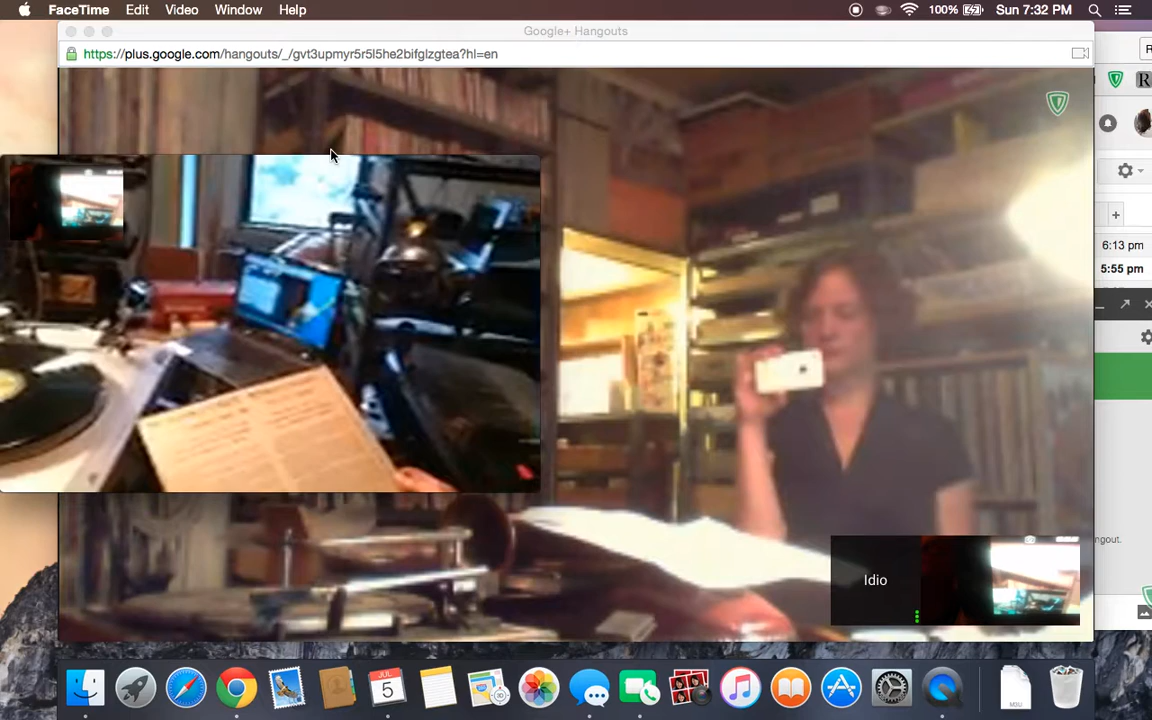 FaceTime Edit Video Window Help 100% Sun 7:32 PM
Google+ Hangouts
https://plus.google.com/hangouts/_/gvt3upmyr5r5l5he2bifglzgtea?hl=en
R
6:13 pm
5:55 pm
ngout.
Idio
JUL
5